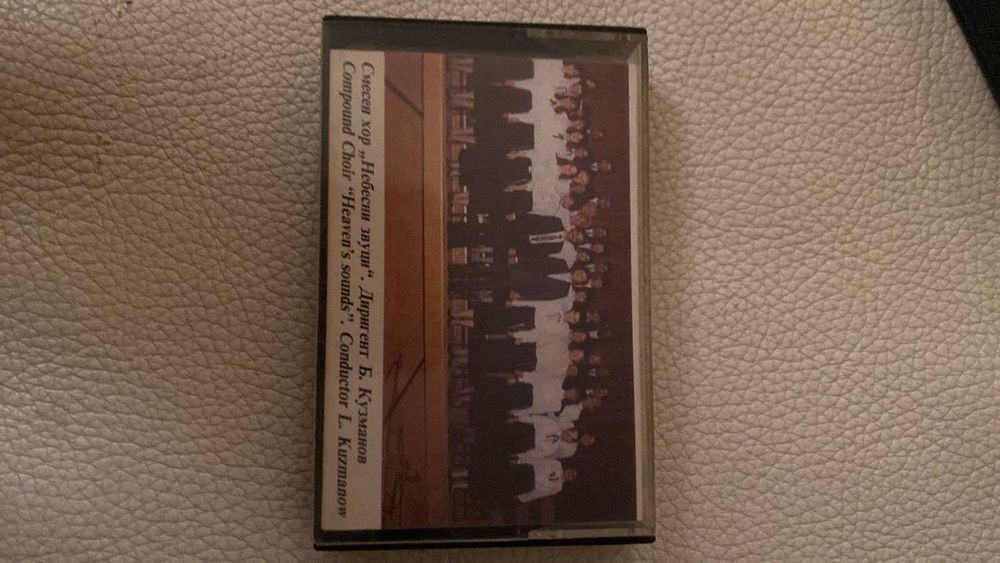 Смесен хор „Небесни звуци“. Диригент Б. Кузманов
Compound Choir “Heaven's sounds”. Conductor L. Kuzmanow